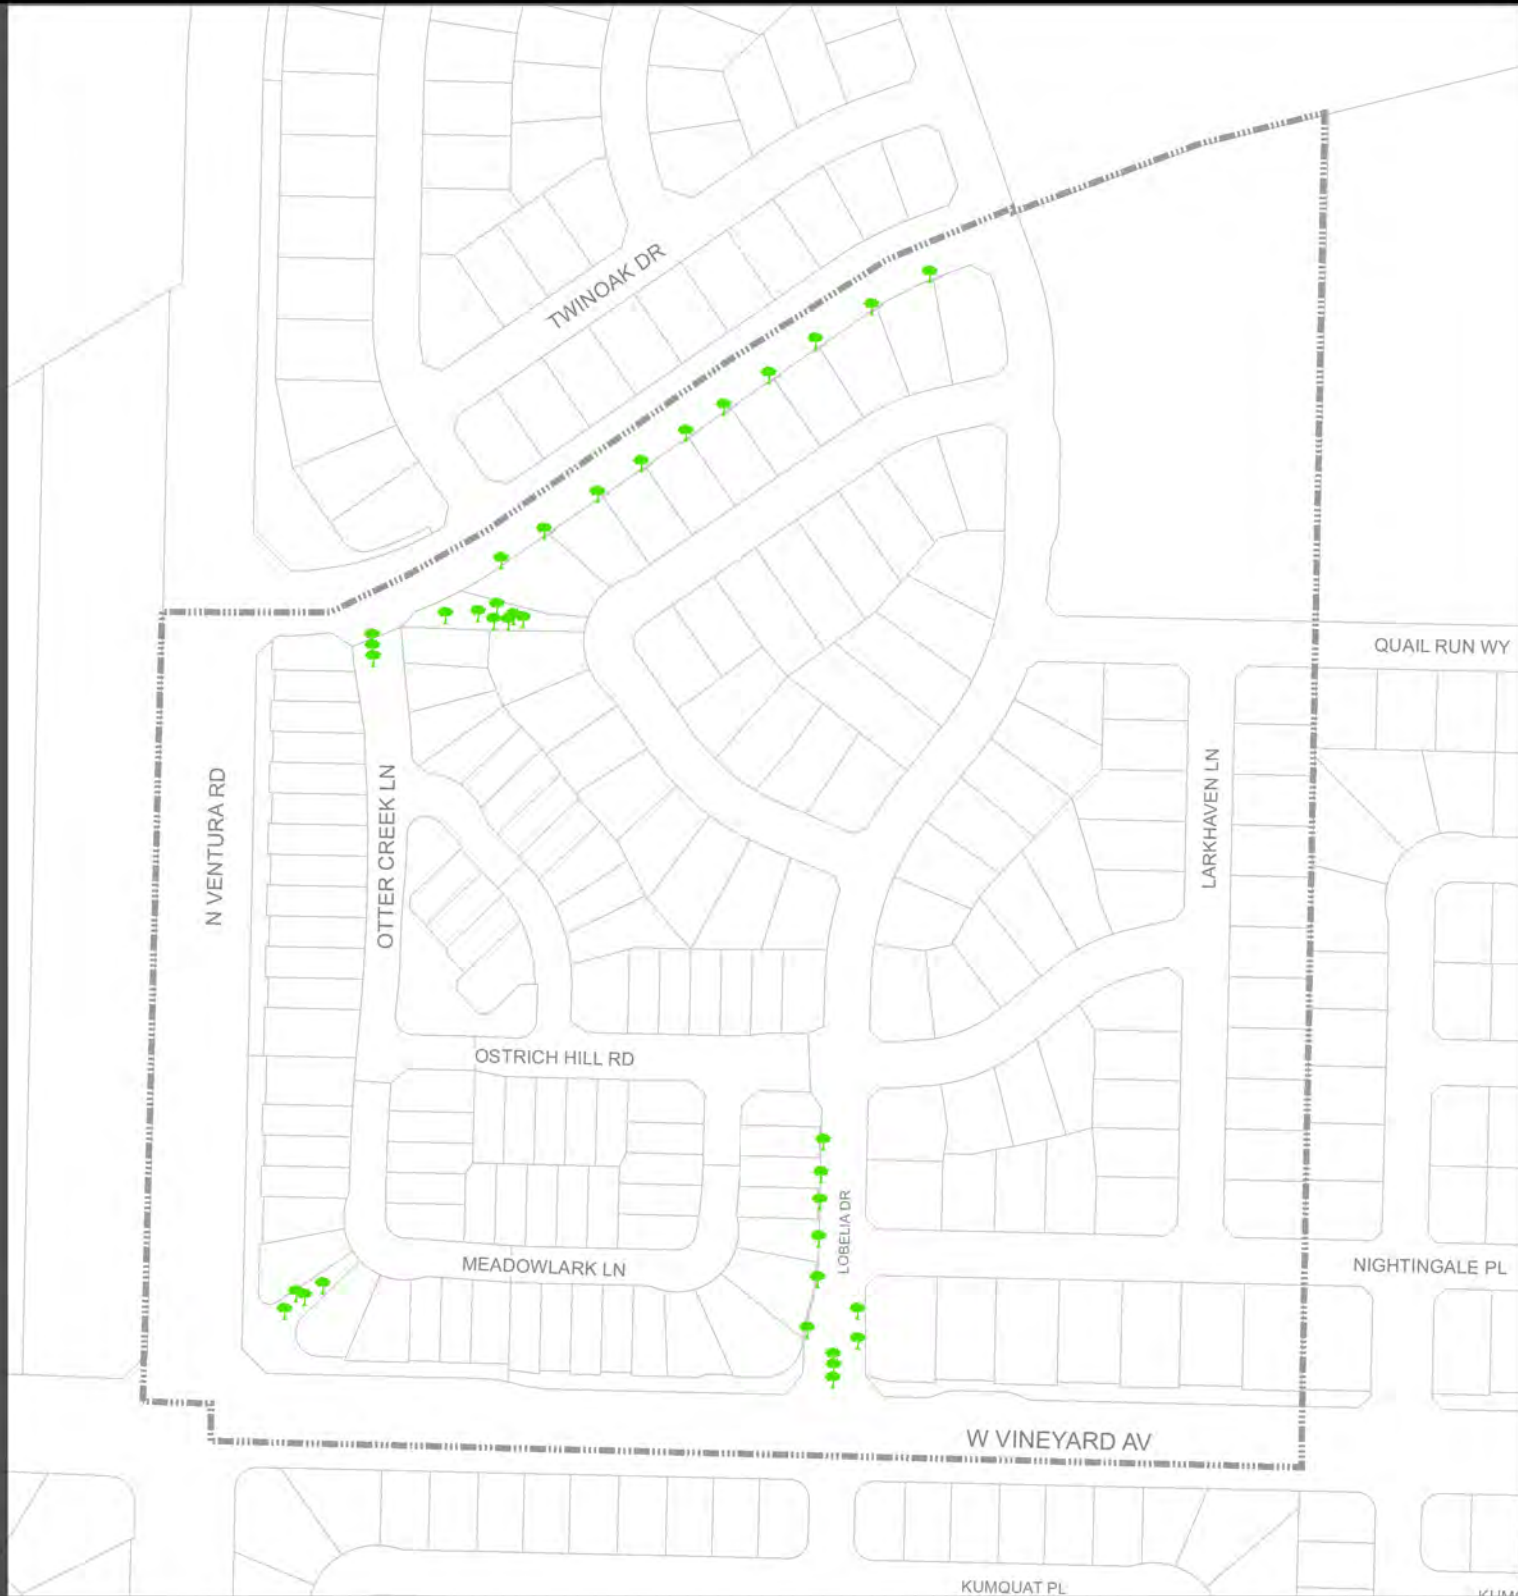 TWINOAK DR
QUAIL RUN WY
N VENTURA RD
OTTER CREEK LN
LARKHAVEN LN
OSTRICH HILL RD
LOBELIA DR
MEADOWLARK LN
NIGHTINGALE PL
W VINEYARD AV
KUMQUAT PL